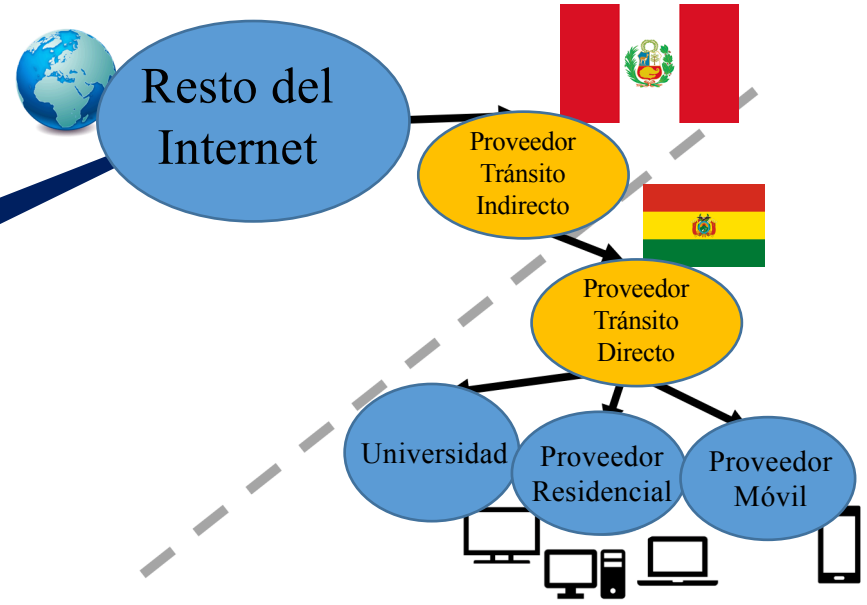 Resto del
Internet
Proveedor
Tránsito
Indirecto
Proveedor
Tránsito
Directo
Universidad
Proveedor
Residencial
Proveedor
Móvil